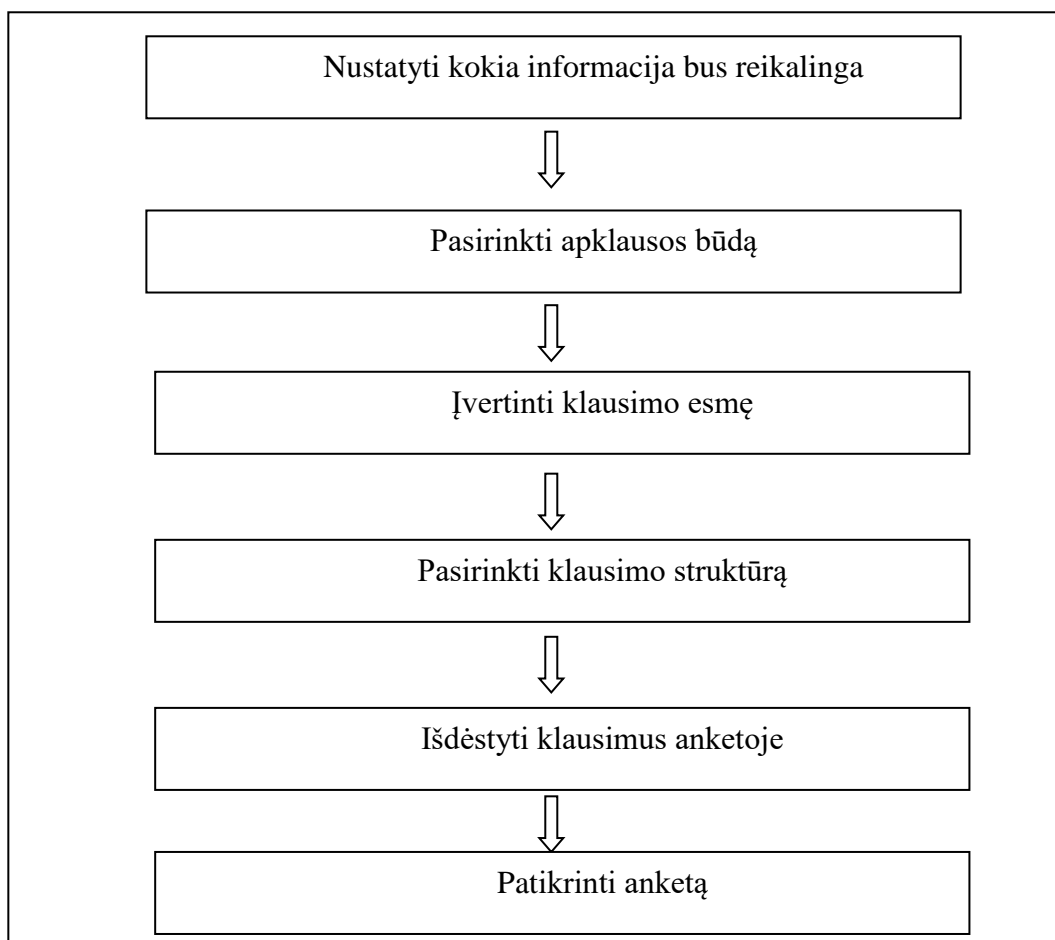 Nustatyti kokia informacija bus reikalinga
Pasirinkti apklausos būdą
Įvertinti klausimo esmę
Pasirinkti klausimo struktūrą
Išdėstyti klausimus anketoje
Patikrinti anketą